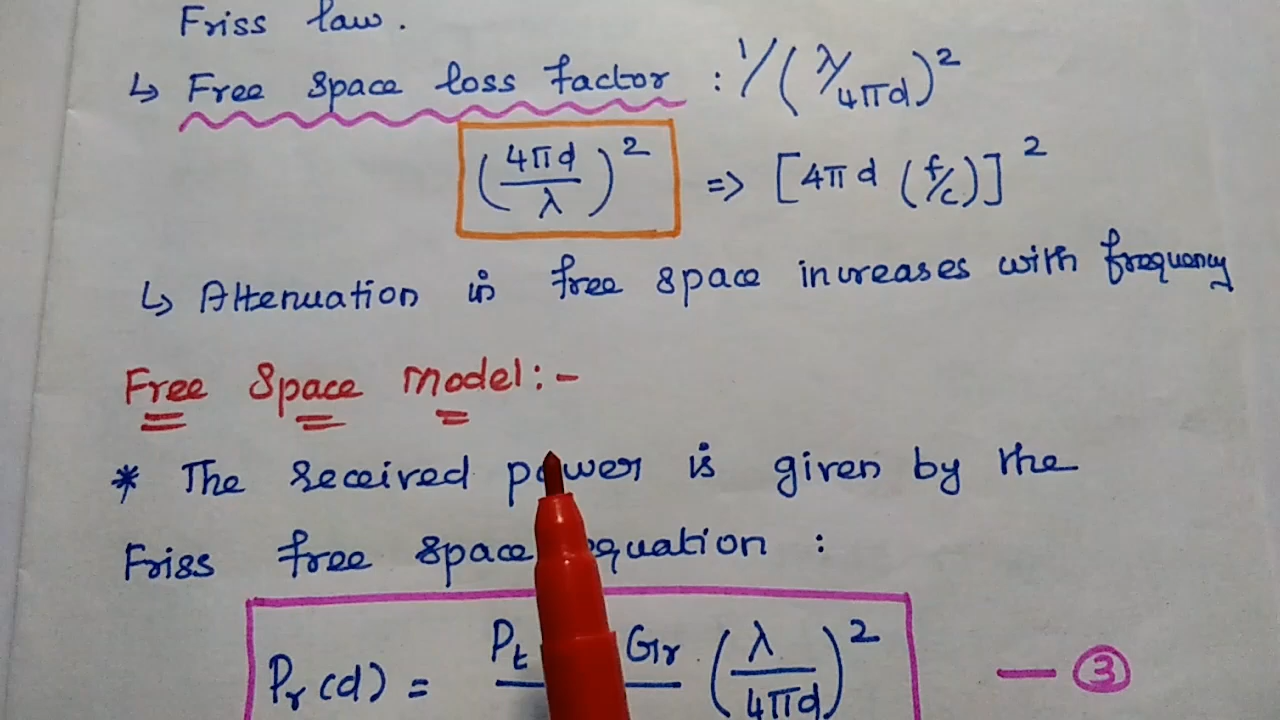 Friss law.
↳ Free Space loss factor : 1/(λ/4πd)²
(4πd/λ)² => [4πd (f/c)]²
↳ Attenuation in free space increases with frequency
Free Space Model:-
* The received power is given by the
Friss free space equation :
Pr(d) = Pt Gr (λ/4πd)² — ③